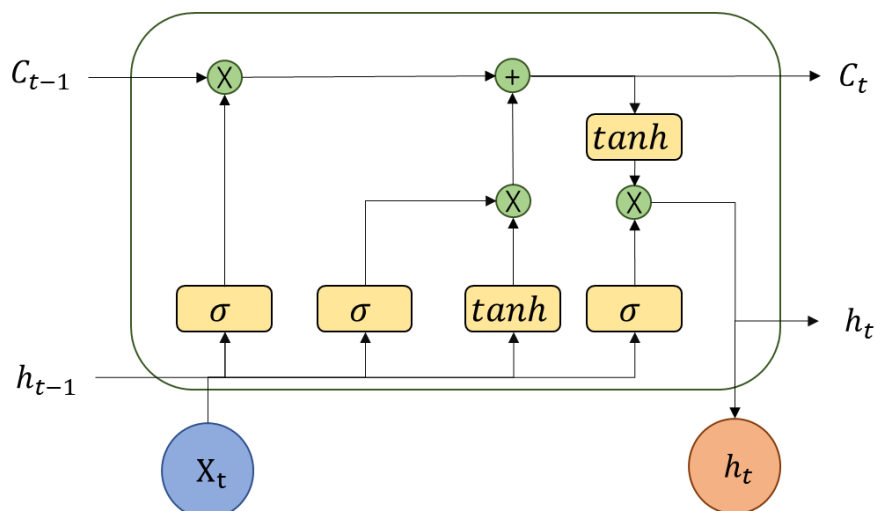 C_{t-1}
X
+
C_t
tanh
X
X
σ
σ
tanh
σ
h_t
h_{t-1}
X_t
h_t